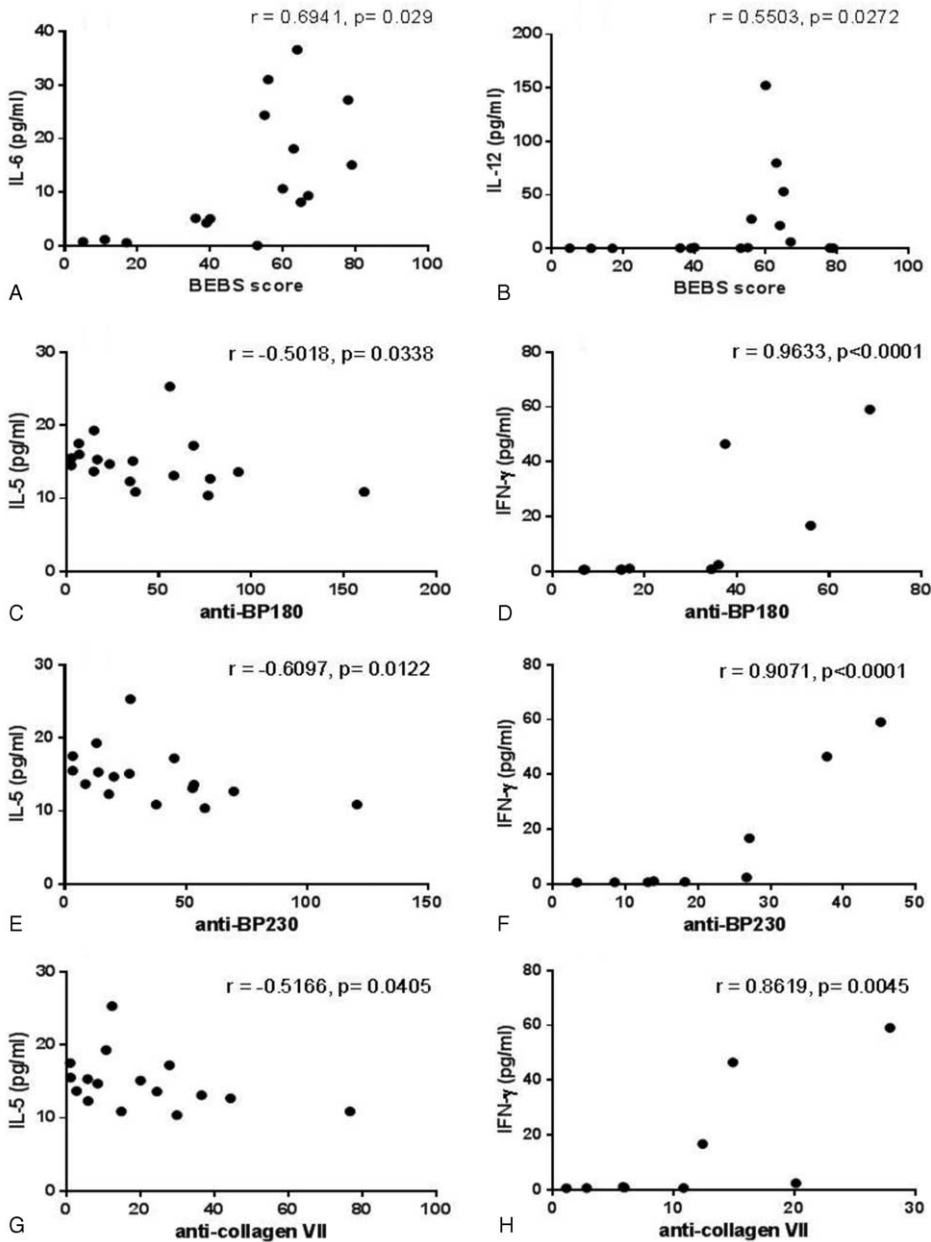 r = 0.6941, p= 0.029
IL-6 (pg/ml)
40
30
20
10
0
0 20 40 60 80 100
BEBS score
A
r = 0.5503, p= 0.0272
IL-12 (pg/ml)
200
150
100
50
0
0 20 40 60 80 100
BEBS score
B
r = -0.5018, p= 0.0338
IL-5 (pg/ml)
30
20
10
0
0 50 100 150 200
anti-BP180
C
r = 0.9633, p<0.0001
IFN-γ (pg/ml)
80
60
40
20
0
0 20 40 60 80
anti-BP180
D
r = -0.6097, p= 0.0122
IL-5 (pg/ml)
30
20
10
0
0 50 100 150
anti-BP230
E
r = 0.9071, p<0.0001
IFN-γ (pg/ml)
80
60
40
20
0
0 10 20 30 40 50
anti-BP230
F
r = -0.5166, p= 0.0405
IL-5 (pg/ml)
30
20
10
0
0 20 40 60 80 100
anti-collagen VII
G
r = 0.8619, p= 0.0045
IFN-γ (pg/ml)
80
60
40
20
0
0 10 20 30
anti-collagen VII
H